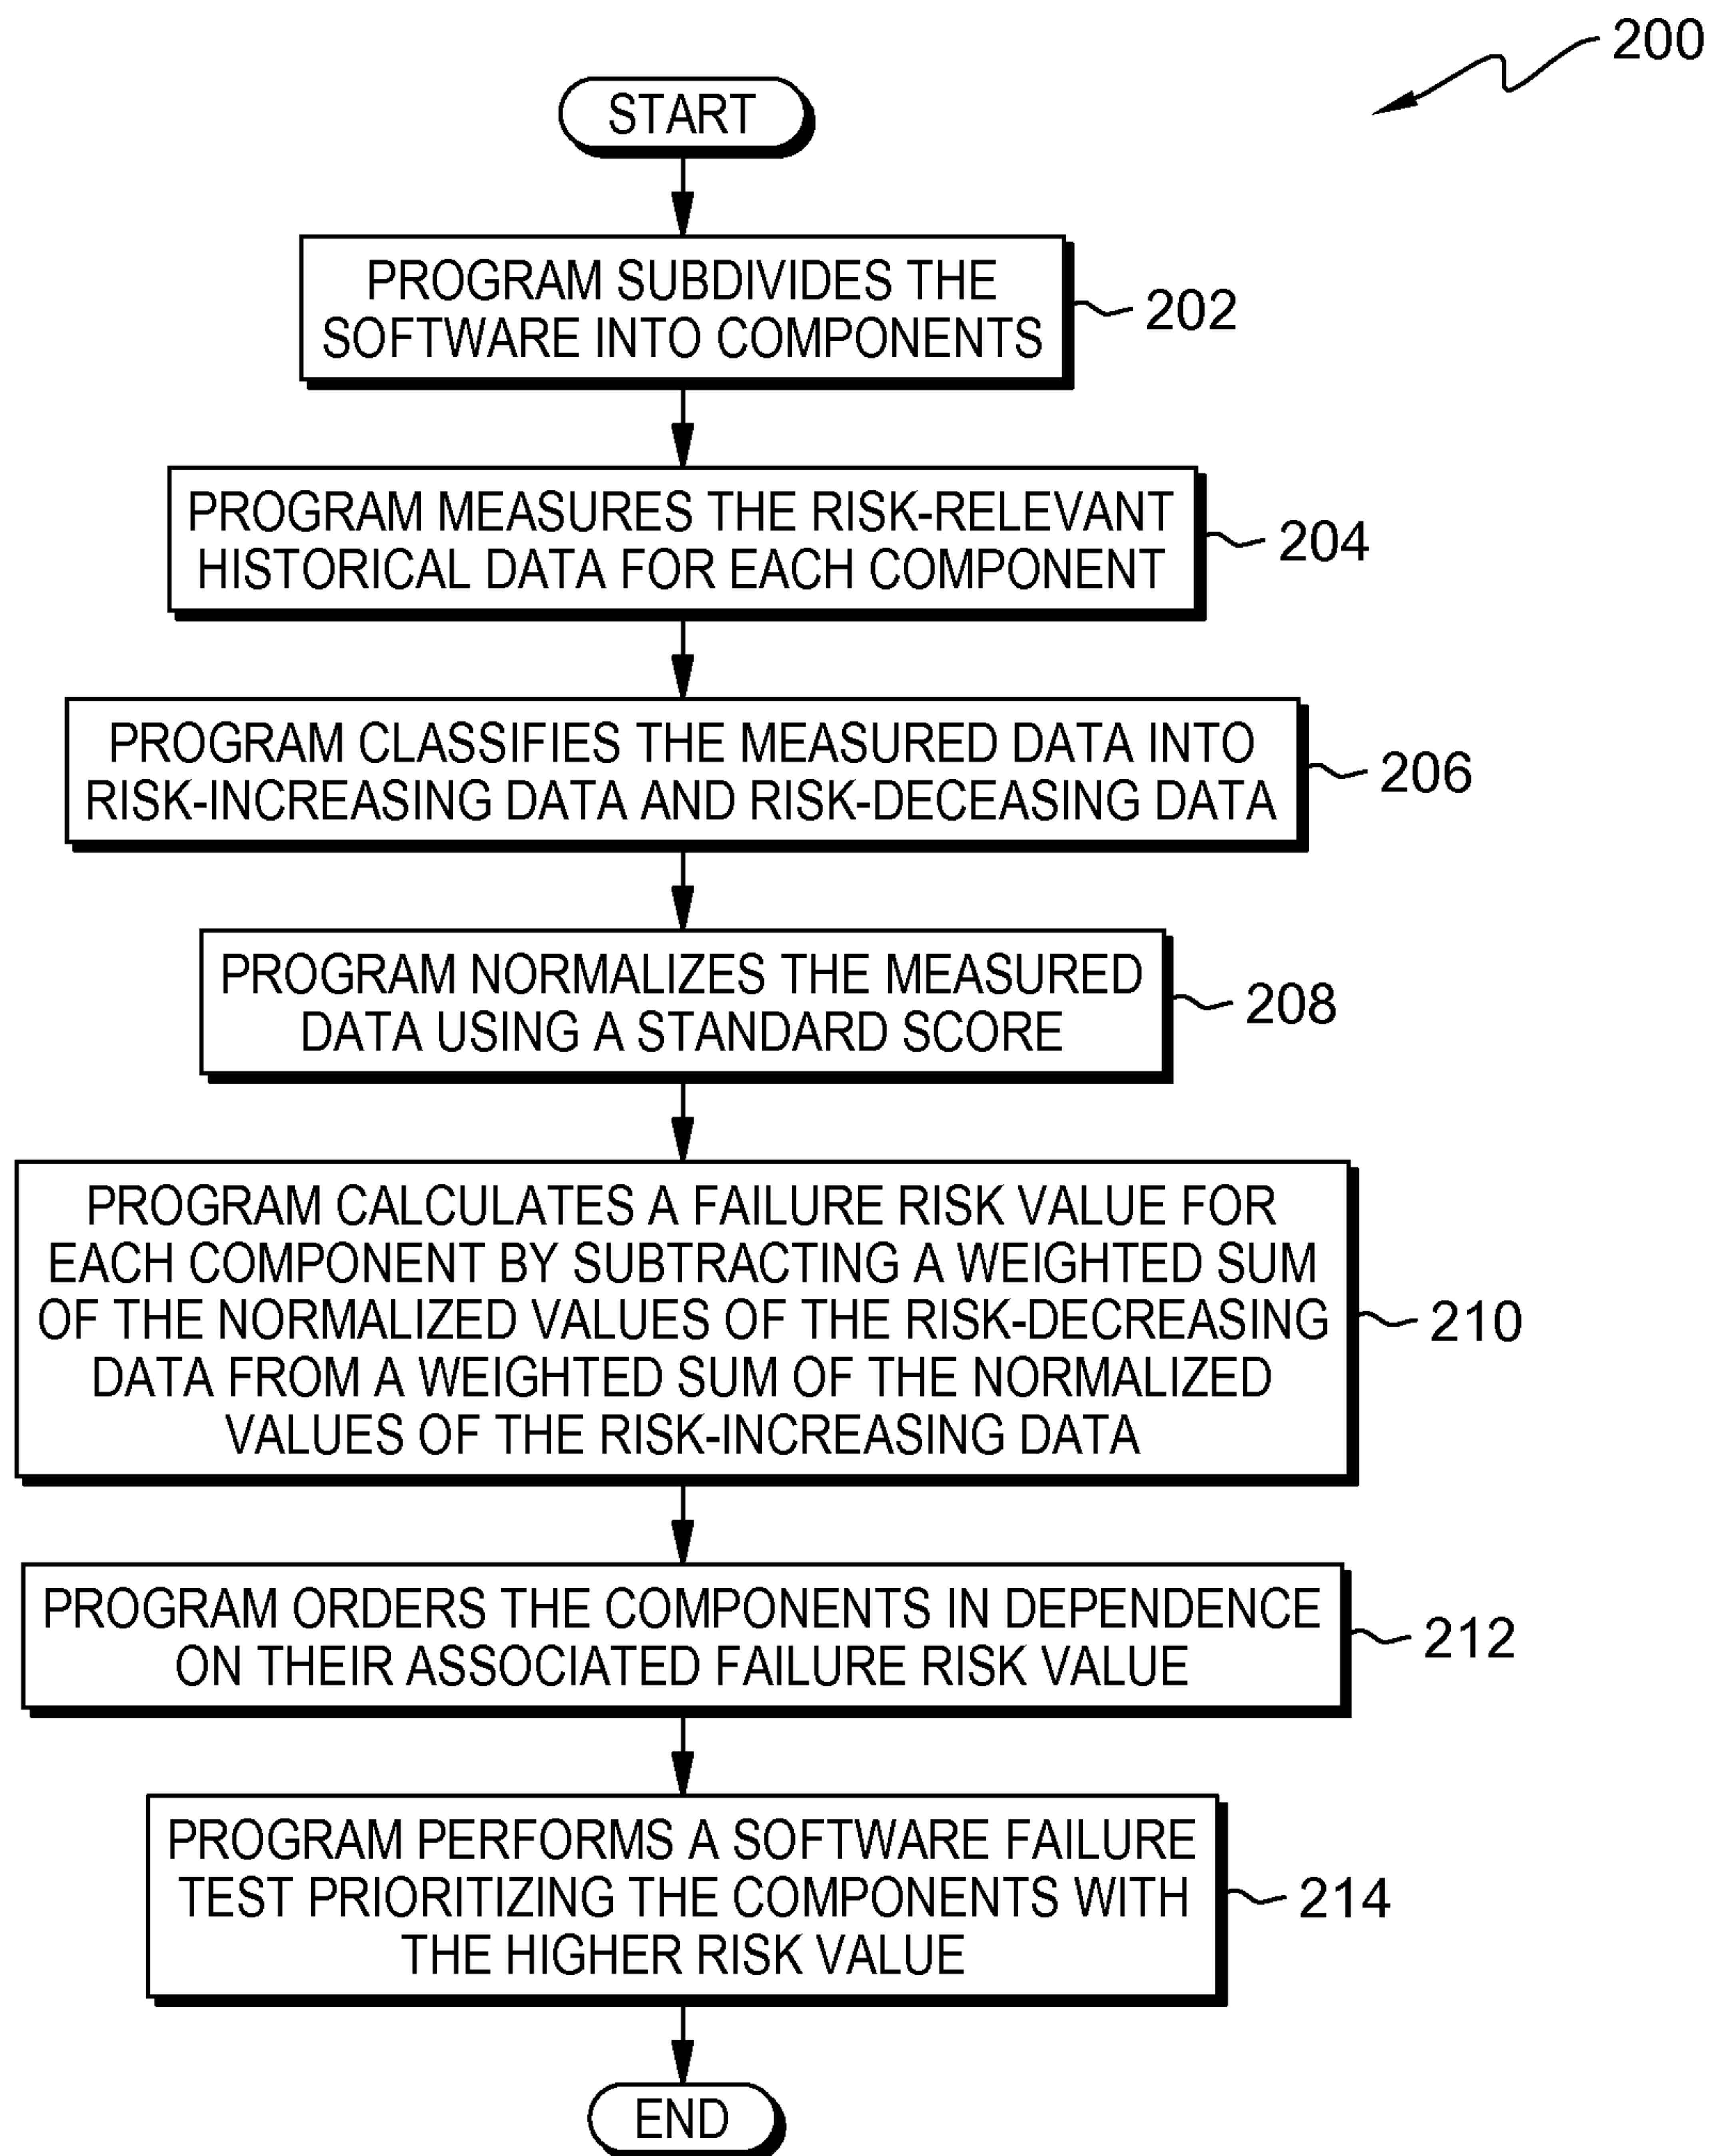 200
START
PROGRAM SUBDIVIDES THE
SOFTWARE INTO COMPONENTS
202
PROGRAM MEASURES THE RISK-RELEVANT
HISTORICAL DATA FOR EACH COMPONENT
204
PROGRAM CLASSIFIES THE MEASURED DATA INTO
RISK-INCREASING DATA AND RISK-DECEASING DATA
206
PROGRAM NORMALIZES THE MEASURED
DATA USING A STANDARD SCORE
208
PROGRAM CALCULATES A FAILURE RISK VALUE FOR
EACH COMPONENT BY SUBTRACTING A WEIGHTED SUM
OF THE NORMALIZED VALUES OF THE RISK-DECREASING
DATA FROM A WEIGHTED SUM OF THE NORMALIZED
VALUES OF THE RISK-INCREASING DATA
210
PROGRAM ORDERS THE COMPONENTS IN DEPENDENCE
ON THEIR ASSOCIATED FAILURE RISK VALUE
212
PROGRAM PERFORMS A SOFTWARE FAILURE
TEST PRIORITIZING THE COMPONENTS WITH
THE HIGHER RISK VALUE
214
END